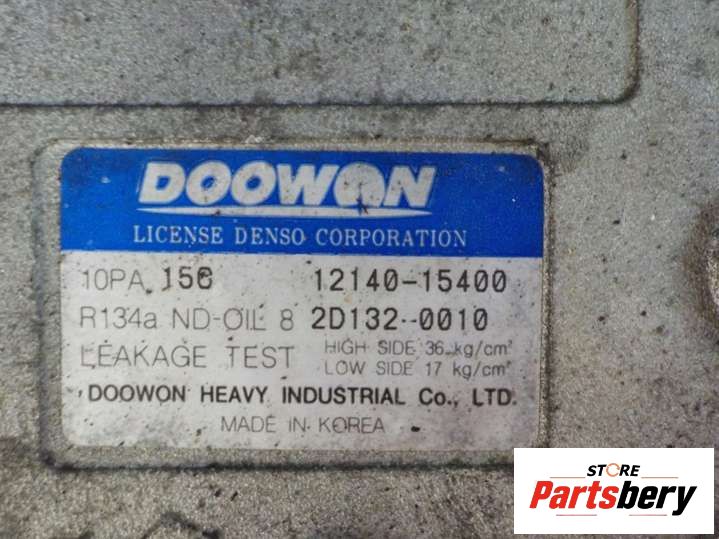 DOOWON
LICENSE DENSO CORPORATION
10PA 15C 12140-15400
R134a ND-OIL 8 2D132-0010
LEAKAGE TEST HIGH SIDE 36 kg/cm²
LOW SIDE 17 kg/cm²
DOOWON HEAVY INDUSTRIAL Co., LTD.
MADE IN KOREA
STORE
Partsbery